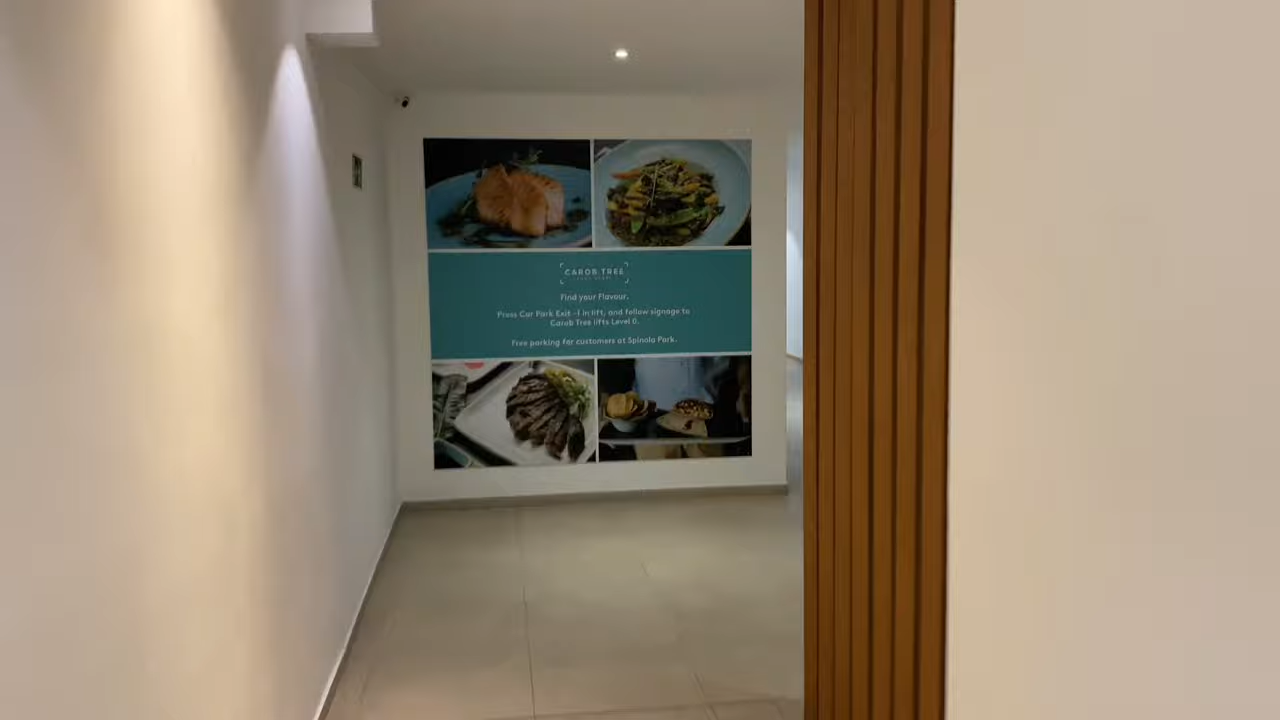 CAROB TREE
Find your Flavour.
Press Car Park Exit -1 in lift, and follow signage to
Carob Tree lifts Level 0.
Free parking for customers at Spinola Park.